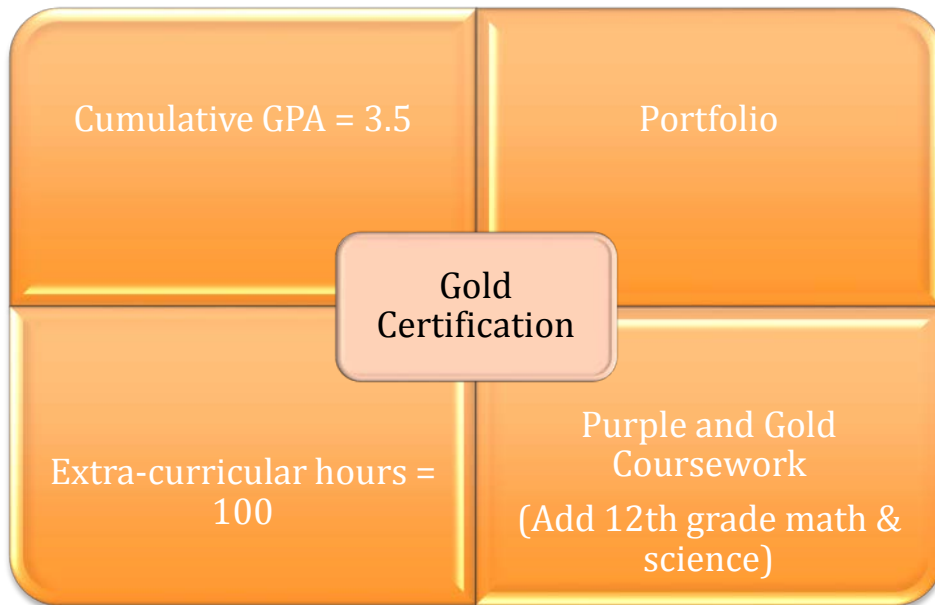 Cumulative GPA = 3.5
Portfolio
Gold
Certification
Extra-curricular hours =
100
Purple and Gold
Coursework
(Add 12th grade math &
science)